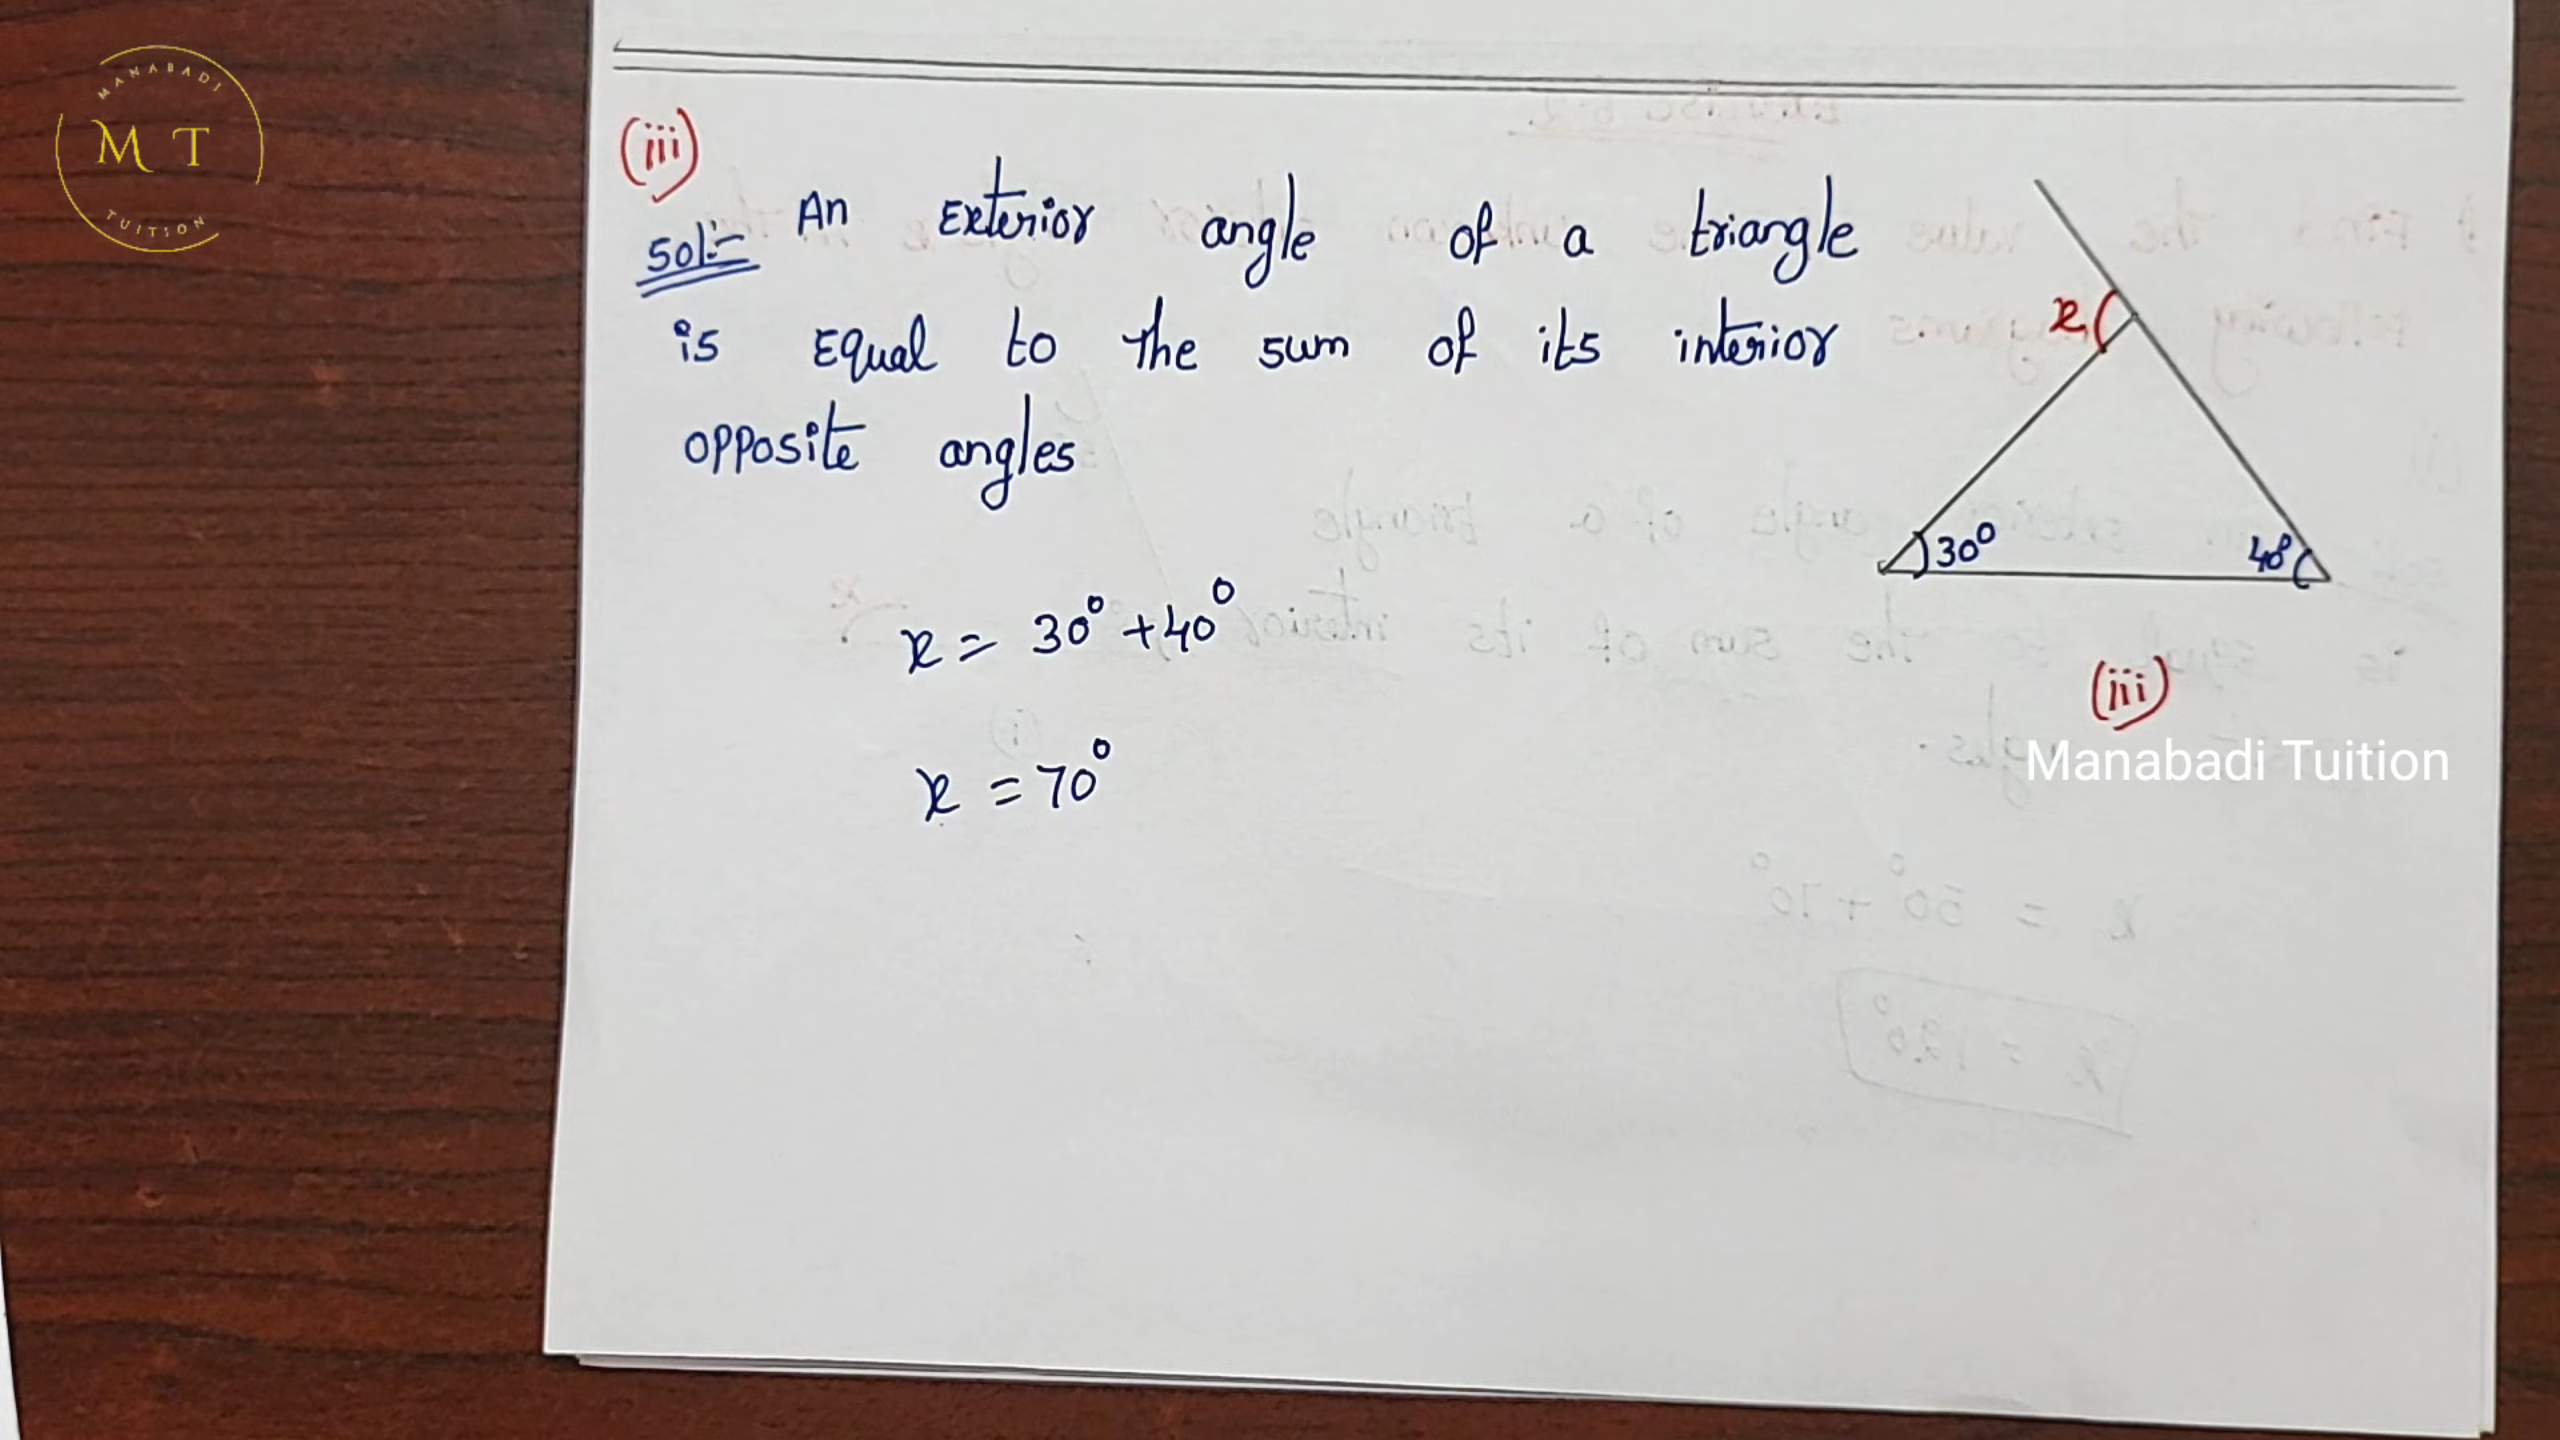 MANABADI
M T
TUITION
(iii)
Sol:- An Exterior angle of a triangle
is Equal to the sum of its interior
opposite angles
x = 30° + 40°
x = 70°
x
30°
40°
(iii)
Manabadi Tuition